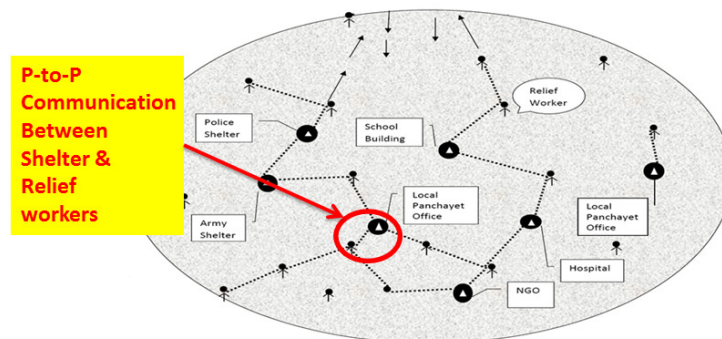 P-to-P
Communication
Between
Shelter &
Relief
workers
Police
Shelter
School
Building
Relief
Worker
Army
Shelter
Local
Panchayet
Office
Local
Panchayet
Office
Hospital
NGO